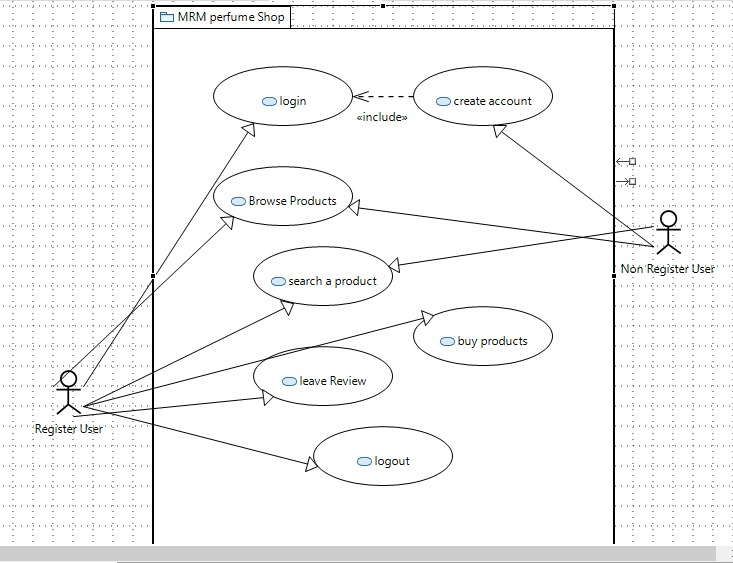 MRM perfume Shop
login
create account
«include»
Browse Products
search a product
Non Register User
buy products
leave Review
Register User
logout